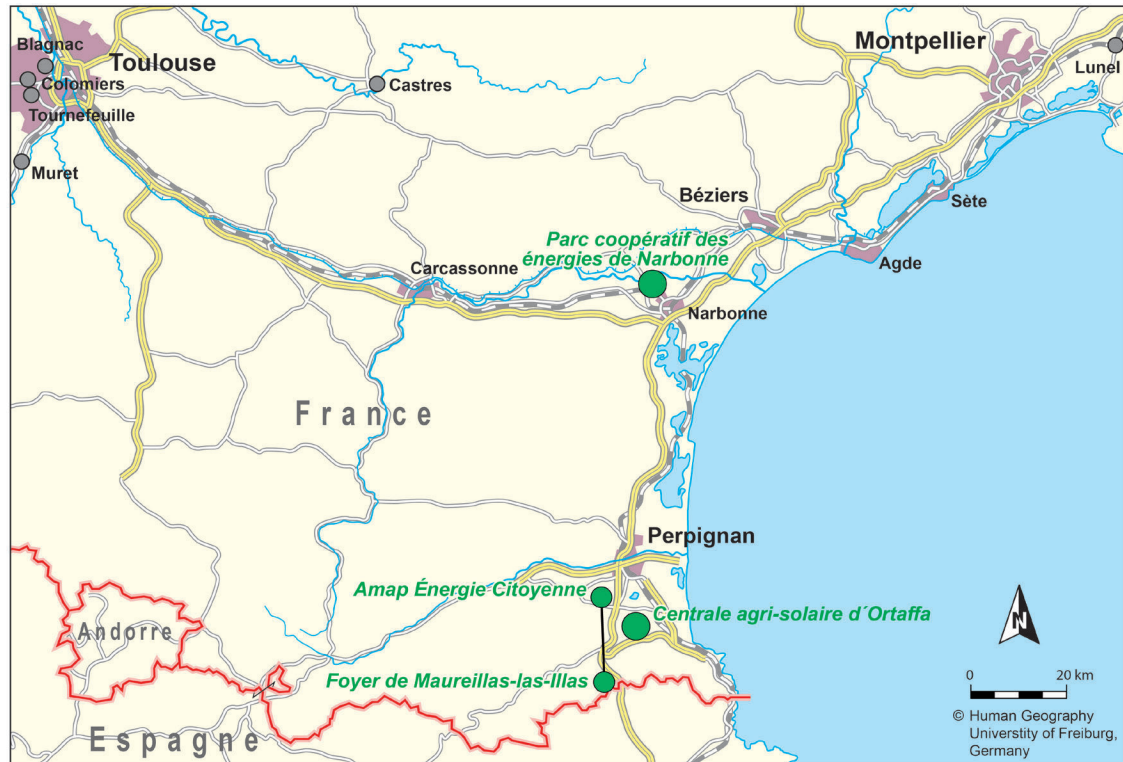 Blagnac
Toulouse
Colomiers
Tournefeuille
Muret
Castres
Montpellier
Lunel
Béziers
Sète
Agde
Parc coopératif des
énergies de Narbonne
Carcassonne
Narbonne
France
Perpignan
Amap Énergie Citoyenne
Centrale agri-solaire d´Ortaffa
Andorre
Foyer de Maureillas-las-Illas
Espagne
N
0
20 km
© Human Geography
Universtity of Freiburg,
Germany